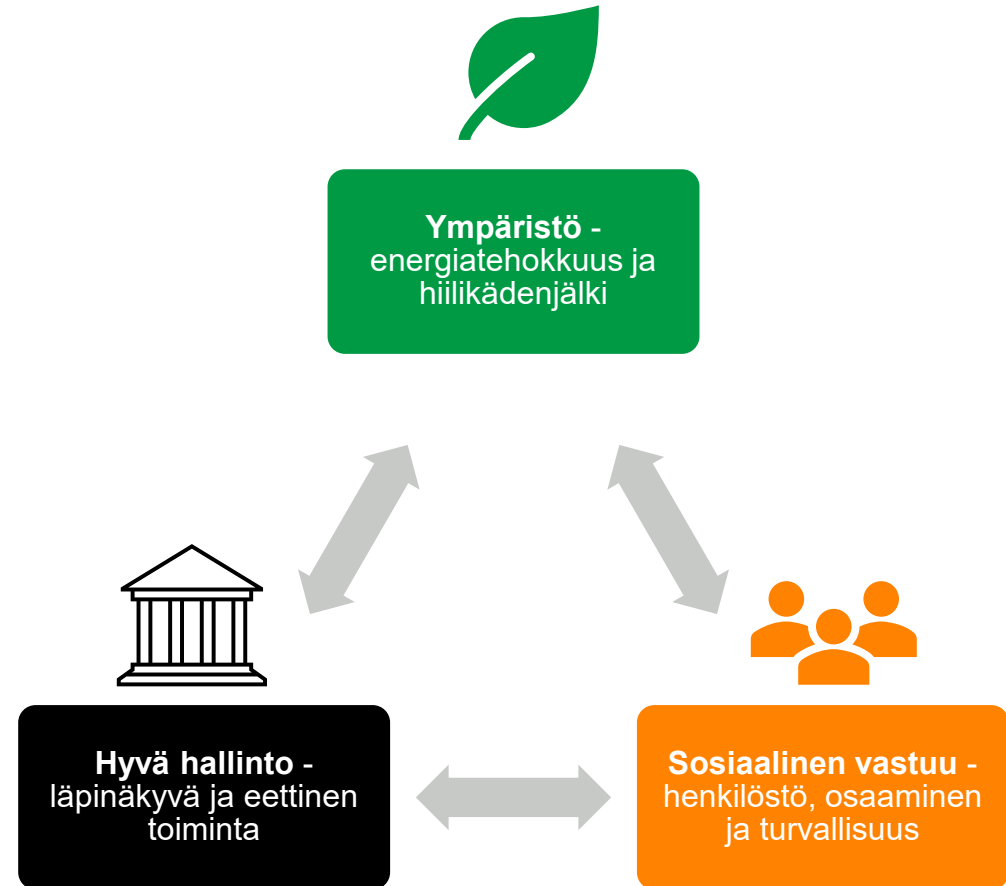 Ympäristö -
energiatehokkuus ja
hiilikädenjälki
Hyvä hallinto -
läpinäkyvä ja eettinen
toiminta
Sosiaalinen vastuu -
henkilöstö, osaaminen
ja turvallisuus